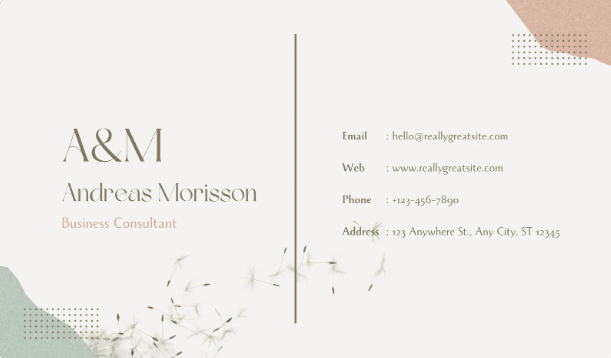 A&M
Andreas Morisson
Business Consultant
Email : hello@reallygreatsite.com
Web : www.reallygreatsite.com
Phone : +123-456-7890
Address : 123 Anywhere St., Any City, ST 12345